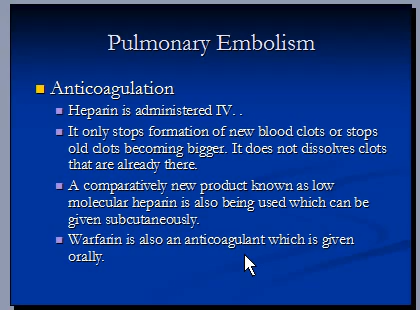 Pulmonary Embolism
Anticoagulation
Heparin is administered IV. .
It only stops formation of new blood clots or stops
old clots becoming bigger. It does not dissolves clots
that are already there.
A comparatively new product known as low
molecular heparin is also being used which can be
given subcutaneously.
Warfarin is also an anticoagulant which is given
orally.